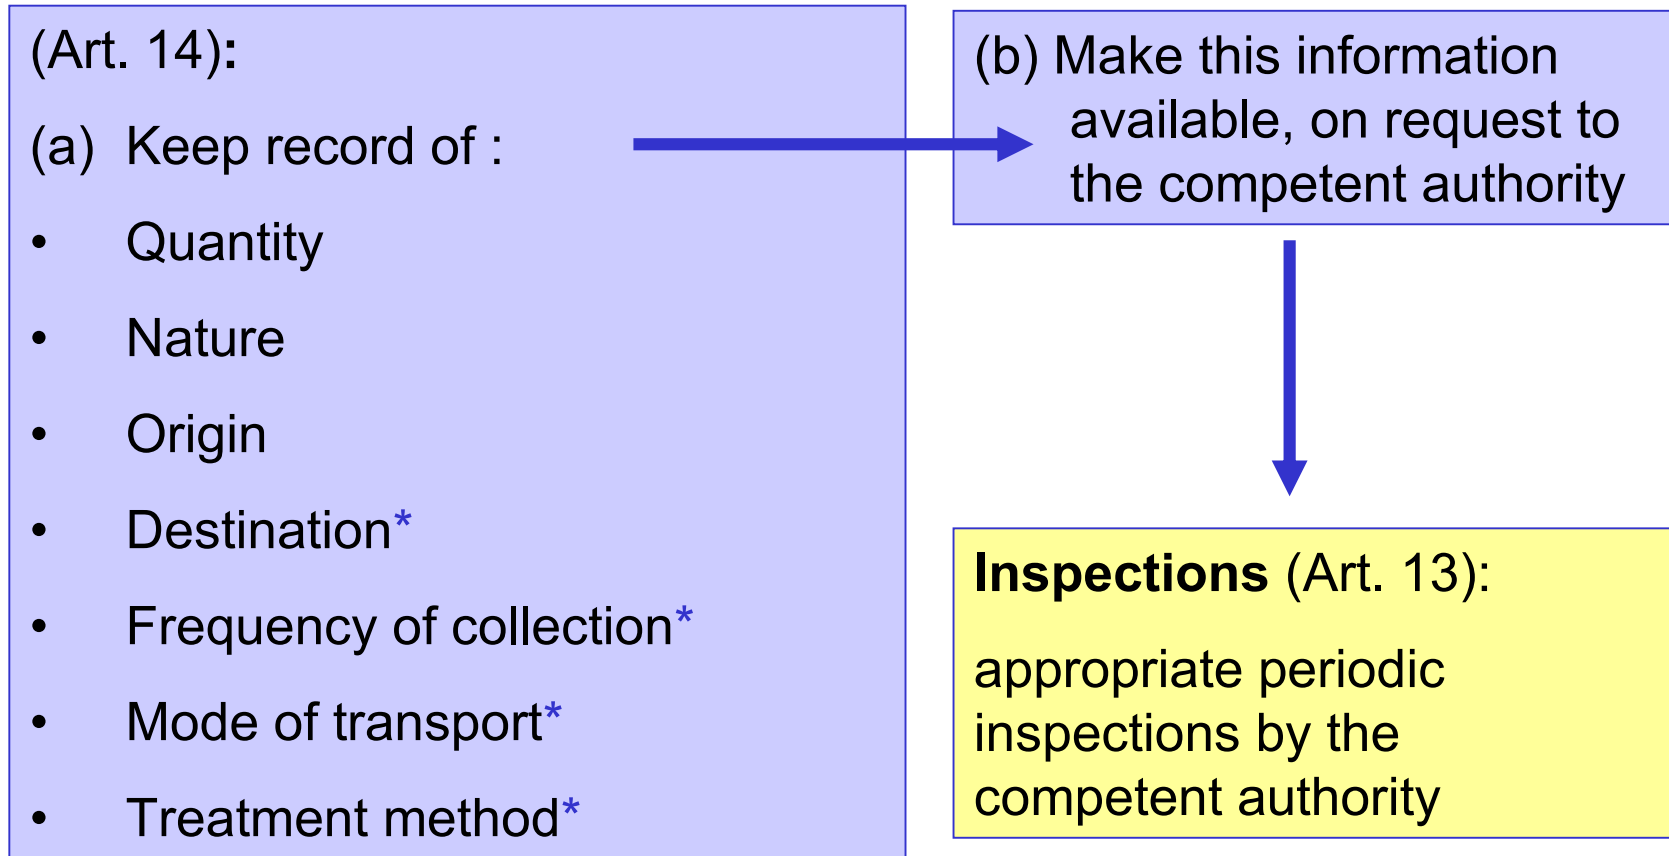 (Art. 14):
(a) Keep record of :
• Quantity
• Nature
• Origin
• Destination*
• Frequency of collection*
• Mode of transport*
• Treatment method*
(b) Make this information
available, on request to
the competent authority
Inspections (Art. 13):
appropriate periodic
inspections by the
competent authority